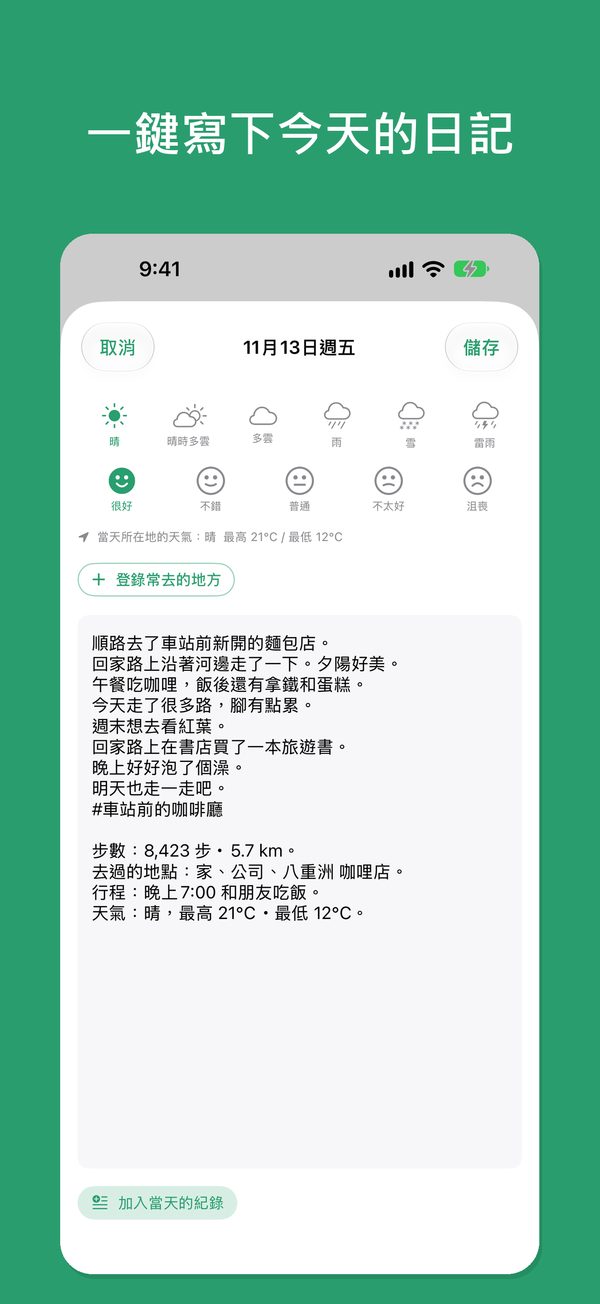 一鍵寫下今天的日記
9:41
取消 11月13日週五 儲存
晴 晴時多雲 多雲 雨 雪 雷雨
很好 不錯 普通 不太好 沮喪
當天所在地的天氣：晴 最高 21°C / 最低 12°C
+ 登錄常去的地方
順路去了車站前新開的麵包店。
回家路上沿著河邊走了一下。夕陽好美。
午餐吃咖哩，飯後還有拿鐵和蛋糕。
今天走了很多路，腳有點累。
週末想去看紅葉。
回家路上在書店買了一本旅遊書。
晚上好好泡了個澡。
明天也走一走吧。
#車站前的咖啡廳
步數：8,423 步・5.7 km。
去過的地點：家、公司、八重洲 咖哩店。
行程：晚上 7:00 和朋友吃飯。
天氣：晴，最高 21°C・最低 12°C。
加入當天的紀錄